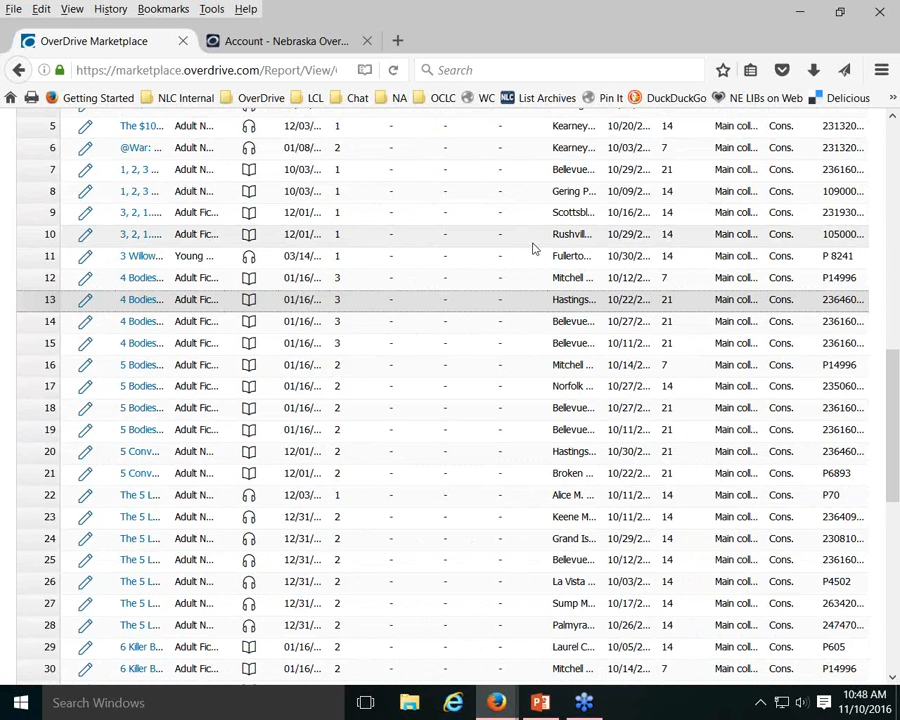 File Edit View History Bookmarks Tools Help
OverDrive Marketplace Account - Nebraska Over...
https://marketplace.overdrive.com/Report/View/ Search
Getting Started NLC Internal OverDrive LCL Chat NA OCLC WC NLC List Archives Pin It DuckDuckGo NE LIBs on Web Delicious
5 The $10... Adult N... 12/03/... 1 - - - Kearney... 10/20/2... 14 Main coll... Cons. 231320...
6 @War: ... Adult N... 01/08/... 2 - - - Kearney... 10/03/2... 7 Main coll... Cons. 231320...
7 1, 2, 3 ... Adult N... 10/03/... 1 - - - Bellevue... 10/09/2... 21 Main coll... Cons. 236160...
8 1, 2, 3 ... Adult N... 10/03/... 1 - - - Gering P... 10/09/2... 14 Main coll... Cons. 109000...
9 3, 2, 1..... Adult Fic... 12/01/... 1 - - - Scottsbl... 10/16/2... 14 Main coll... Cons. 231930...
10 3, 2, 1..... Adult Fic... 12/01/... 1 - - - Rushvil... 10/29/2... 14 Main coll... Cons. 105000...
11 3 Willow... Young ... 03/14/... 1 - - - Fullerto... 10/30/2... 14 Main coll... Cons. P 8241
12 4 Bodies... Adult Fic... 01/16/... 3 - - - Mitchell ... 10/12/2... 7 Main coll... Cons. P14996
13 4 Bodies... Adult Fic... 01/16/... 3 - - - Hastings... 10/22/2... 21 Main coll... Cons. 236460...
14 4 Bodies... Adult Fic... 01/16/... 3 - - - Bellevue... 10/27/2... 21 Main coll... Cons. 236160...
15 4 Bodies... Adult Fic... 01/16/... 3 - - - Bellevue... 10/11/2... 21 Main coll... Cons. 236160...
16 5 Bodies... Adult Fic... 01/16/... 2 - - - Mitchell ... 10/14/2... 7 Main coll... Cons. P14996
17 5 Bodies... Adult Fic... 01/16/... 2 - - - Norfolk ... 10/27/2... 14 Main coll... Cons. 235060...
18 5 Bodies... Adult Fic... 01/16/... 2 - - - Bellevue... 10/27/2... 21 Main coll... Cons. 236160...
19 5 Bodies... Adult Fic... 01/16/... 2 - - - Bellevue... 10/11/2... 21 Main coll... Cons. 236160...
20 5 Conv... Adult Fic... 12/01/... 2 - - - Hastings... 10/30/2... 21 Main coll... Cons. 236460...
21 5 Conv... Adult Fic... 12/01/... 2 - - - Broken ... 10/22/2... 21 Main coll... Cons. P6893
22 The 5 L... Adult N... 12/03/... 1 - - - Alice M. ... 10/11/2... 14 Main coll... Cons. P70
23 The 5 L... Adult N... 12/31/... 2 - - - Keene M... 10/11/2... 14 Main coll... Cons. 236409...
24 The 5 L... Adult N... 12/31/... 2 - - - Grand Is... 10/29/2... 14 Main coll... Cons. 230810...
25 The 5 L... Adult N... 12/31/... 2 - - - Bellevue... 10/12/2... 21 Main coll... Cons. 236160...
26 The 5 L... Adult N... 12/31/... 2 - - - La Vista ... 10/03/2... 14 Main coll... Cons. P4502
27 The 5 L... Adult N... 12/31/... 2 - - - Sump M... 10/17/2... 14 Main coll... Cons. 263420...
28 The 5 L... Adult N... 12/31/... 2 - - - Palmyra... 10/26/2... 14 Main coll... Cons. 247470...
29 6 Killer B... Adult Fic... 01/16/... 2 - - - Laurel C... 10/05/2... 14 Main coll... Cons. P605
30 6 Killer B... Adult Fic... 01/16/... 2 - - - Mitchell ... 10/14/2... 7 Main coll... Cons. P14996
Search Windows 10:48 AM
11/10/2016